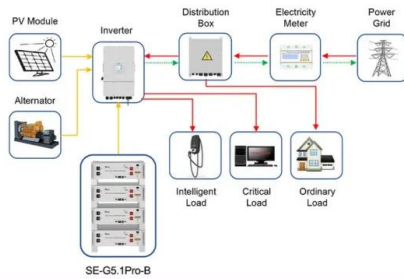 PV Module
Inverter
Distribution
Box
Electricity
Meter
Power
Grid
Alternator
Intelligent
Load
Critical
Load
Ordinary
Load
SE-G5.1Pro-B